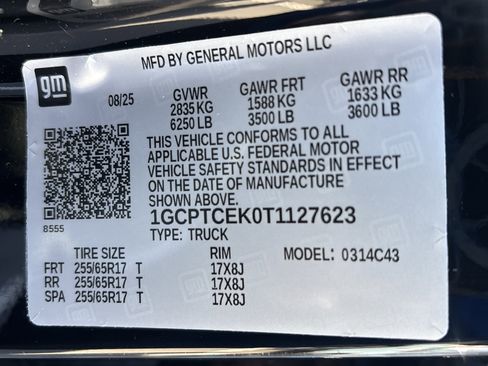 MFD BY GENERAL MOTORS LLC
gm
08/25 GVWR GAWR FRT GAWR RR
2835 KG 1588 KG 1633 KG
6250 LB 3500 LB 3600 LB
THIS VEHICLE CONFORMS TO ALL
APPLICABLE U.S. FEDERAL MOTOR
VEHICLE SAFETY STANDARDS IN EFFECT
ON THE DATE OF MANUFACTURE
SHOWN ABOVE.
8555 1GCPTCEK0T1127623
TYPE: TRUCK
TIRE SIZE RIM MODEL: 0314C43
FRT 255/65R17 T 17X8J
RR 255/65R17 T 17X8J
SPA 255/65R17 T 17X8J